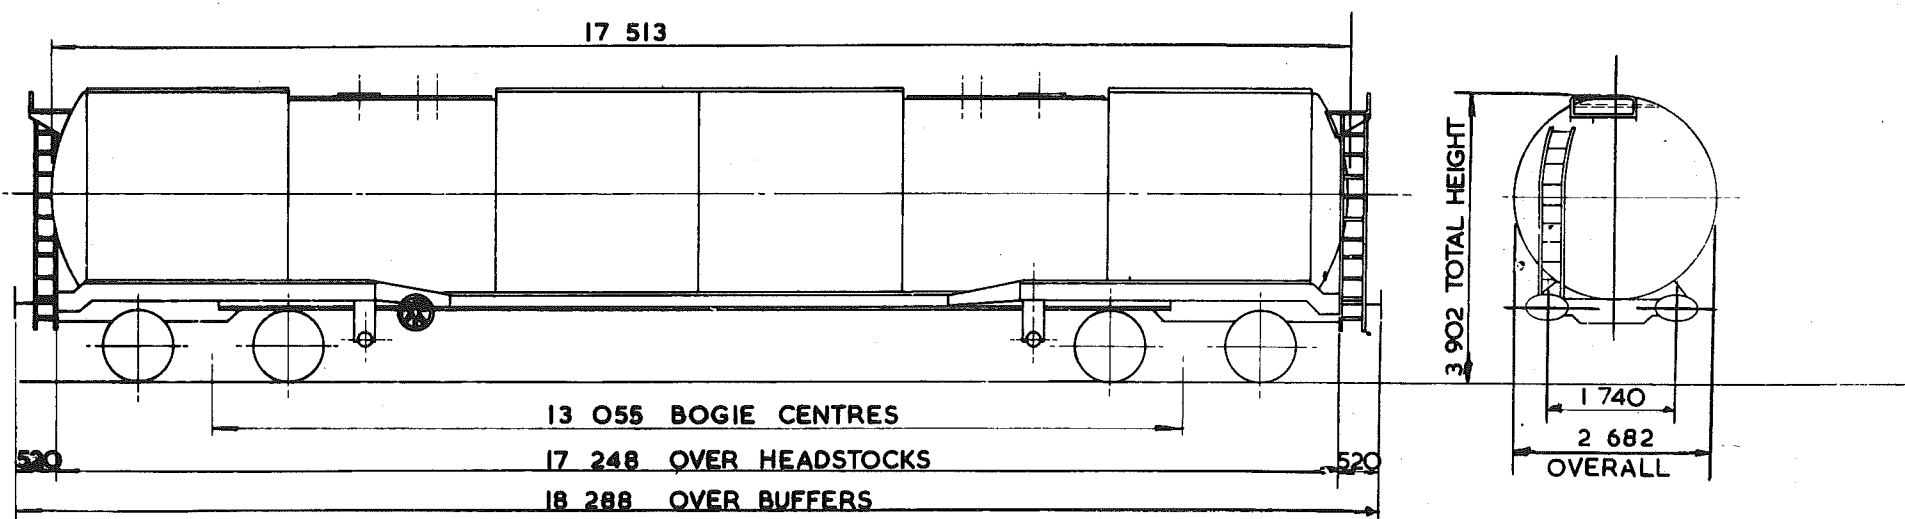 17 513
3 902 TOTAL HEIGHT
13 055 BOGIE CENTRES
1 740
2 682
OVERALL
520
17 248 OVER HEADSTOCKS
520
18 288 OVER BUFFERS